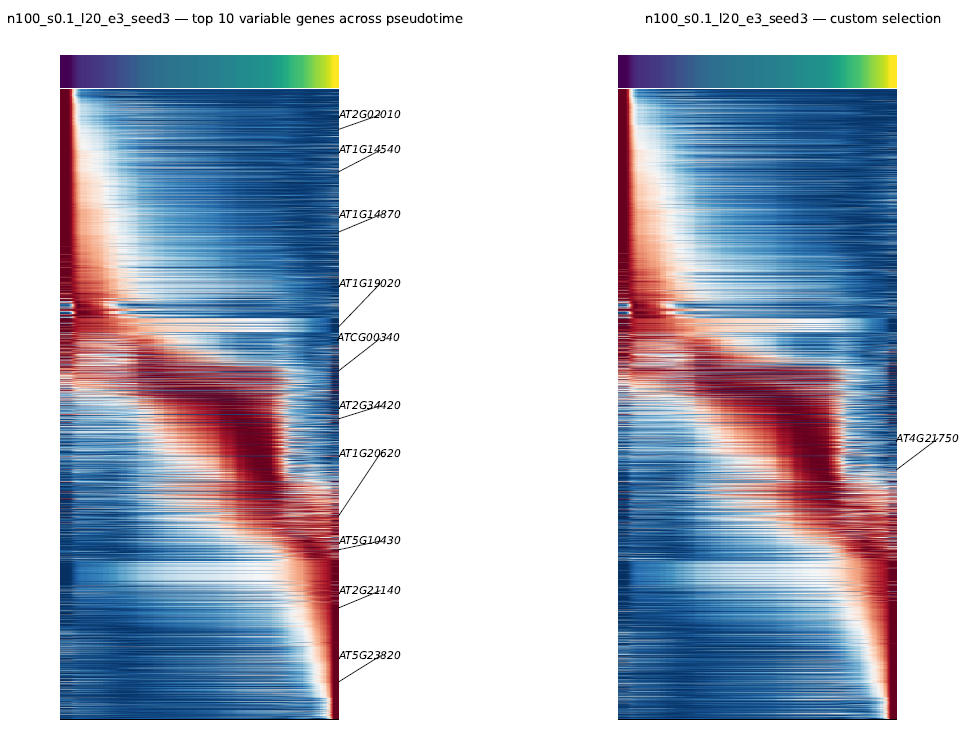 n100_s0.1_l20_e3_seed3 — top 10 variable genes across pseudotime
n100_s0.1_l20_e3_seed3 — custom selection
AT2G02010
AT1G14540
AT1G14870
AT1G19020
ATCG00340
AT2G34420
AT4G21750
AT1G20620
AT5G10430
AT2G21140
AT5G23820